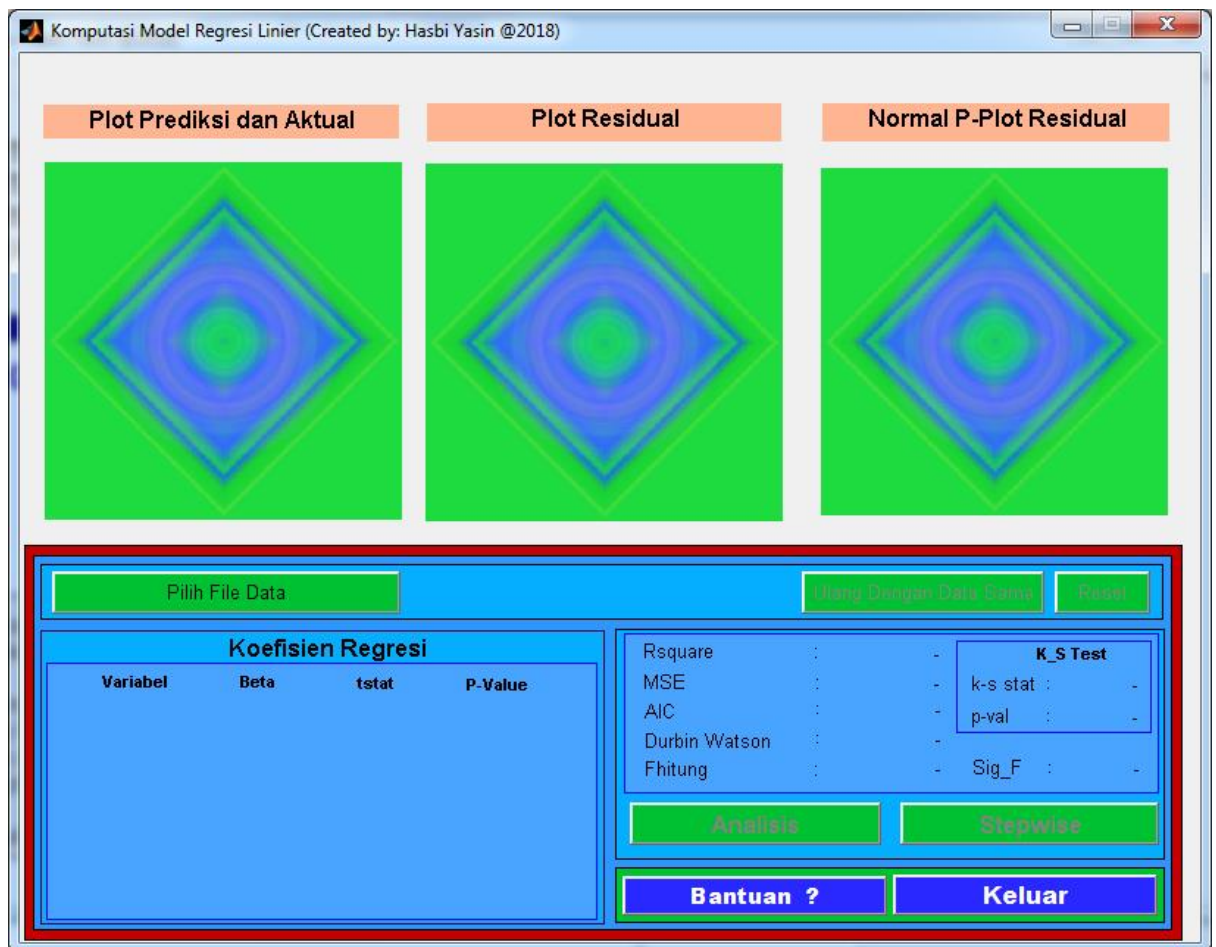 Komputasi Model Regresi Linier (Created by: Hasbi Yasin @2018)
Plot Prediksi dan Aktual
Plot Residual
Normal P-Plot Residual
Pilih File Data
Ulang Dengan Data Sama
Reset
Koefisien Regresi
Variabel Beta tstat P-Value
Rsquare : -
MSE : -
AIC : -
Durbin Watson : -
Fhitung : -
K_S Test
k-s stat : -
p-val : -
Sig_F : -
Analisis
Stepwise
Bantuan ?
Keluar